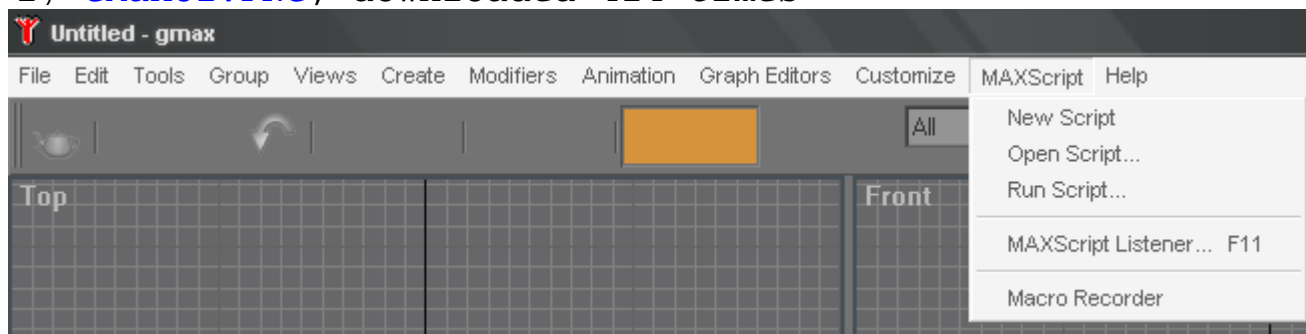 Untitled - gmax
File Edit Tools Group Views Create Modifiers Animation Graph Editors Customize MAXScript Help
All
New Script
Open Script...
Run Script...
MAXScript Listener... F11
Macro Recorder
Top
Front